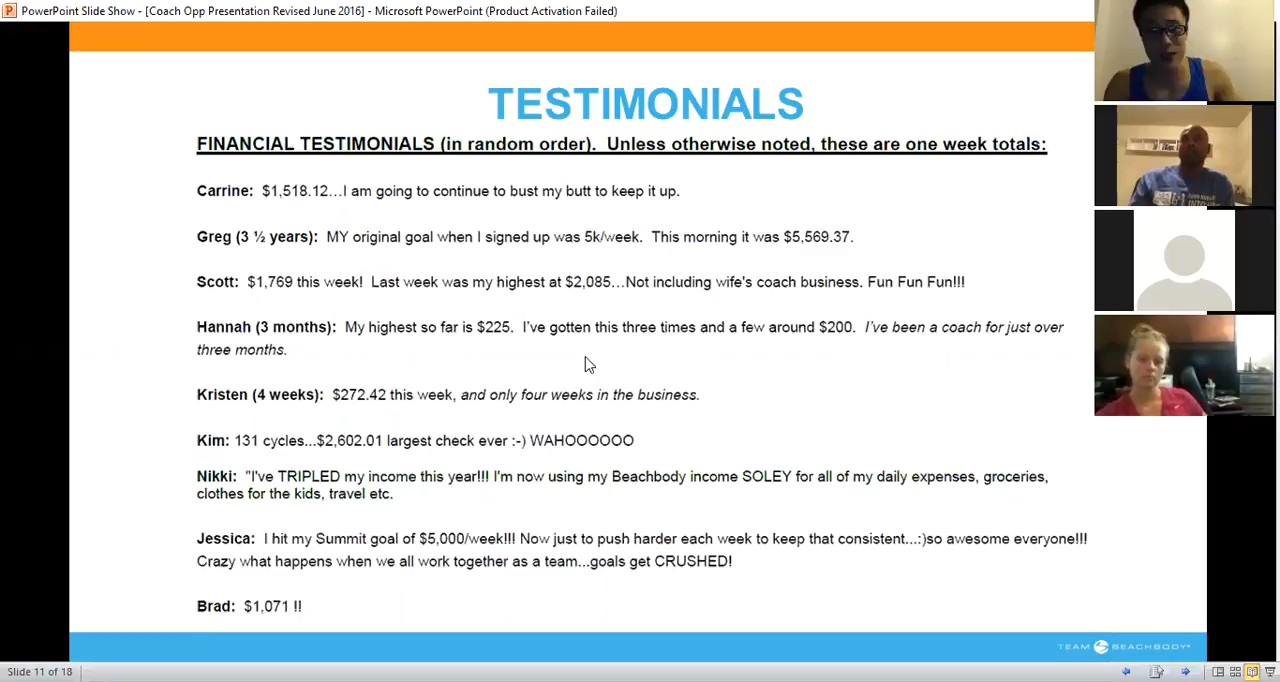 PowerPoint Slide Show - [Coach Opp Presentation Revised June 2016] - Microsoft PowerPoint (Product Activation Failed)
TESTIMONIALS
FINANCIAL TESTIMONIALS (in random order).  Unless otherwise noted, these are one week totals:
Carrine:  $1,518.12…I am going to continue to bust my butt to keep it up.
Greg (3 ½ years):  MY original goal when I signed up was 5k/week.  This morning it was $5,569.37.
Scott:  $1,769 this week!  Last week was my highest at $2,085…Not including wife's coach business. Fun Fun Fun!!!
Hannah (3 months):  My highest so far is $225.  I've gotten this three times and a few around $200.  I've been a coach for just over
three months.
Kristen (4 weeks):  $272.42 this week, and only four weeks in the business.
Kim: 131 cycles...$2,602.01 largest check ever :-) WAHOOOOOO
Nikki:  "I've TRIPLED my income this year!!! I'm now using my Beachbody income SOLEY for all of my daily expenses, groceries,
clothes for the kids, travel etc.
Jessica:  I hit my Summit goal of $5,000/week!!! Now just to push harder each week to keep that consistent...:)so awesome everyone!!!
Crazy what happens when we all work together as a team...goals get CRUSHED!
Brad:  $1,071 !!
TEAM BEACHBODY
Slide 11 of 18